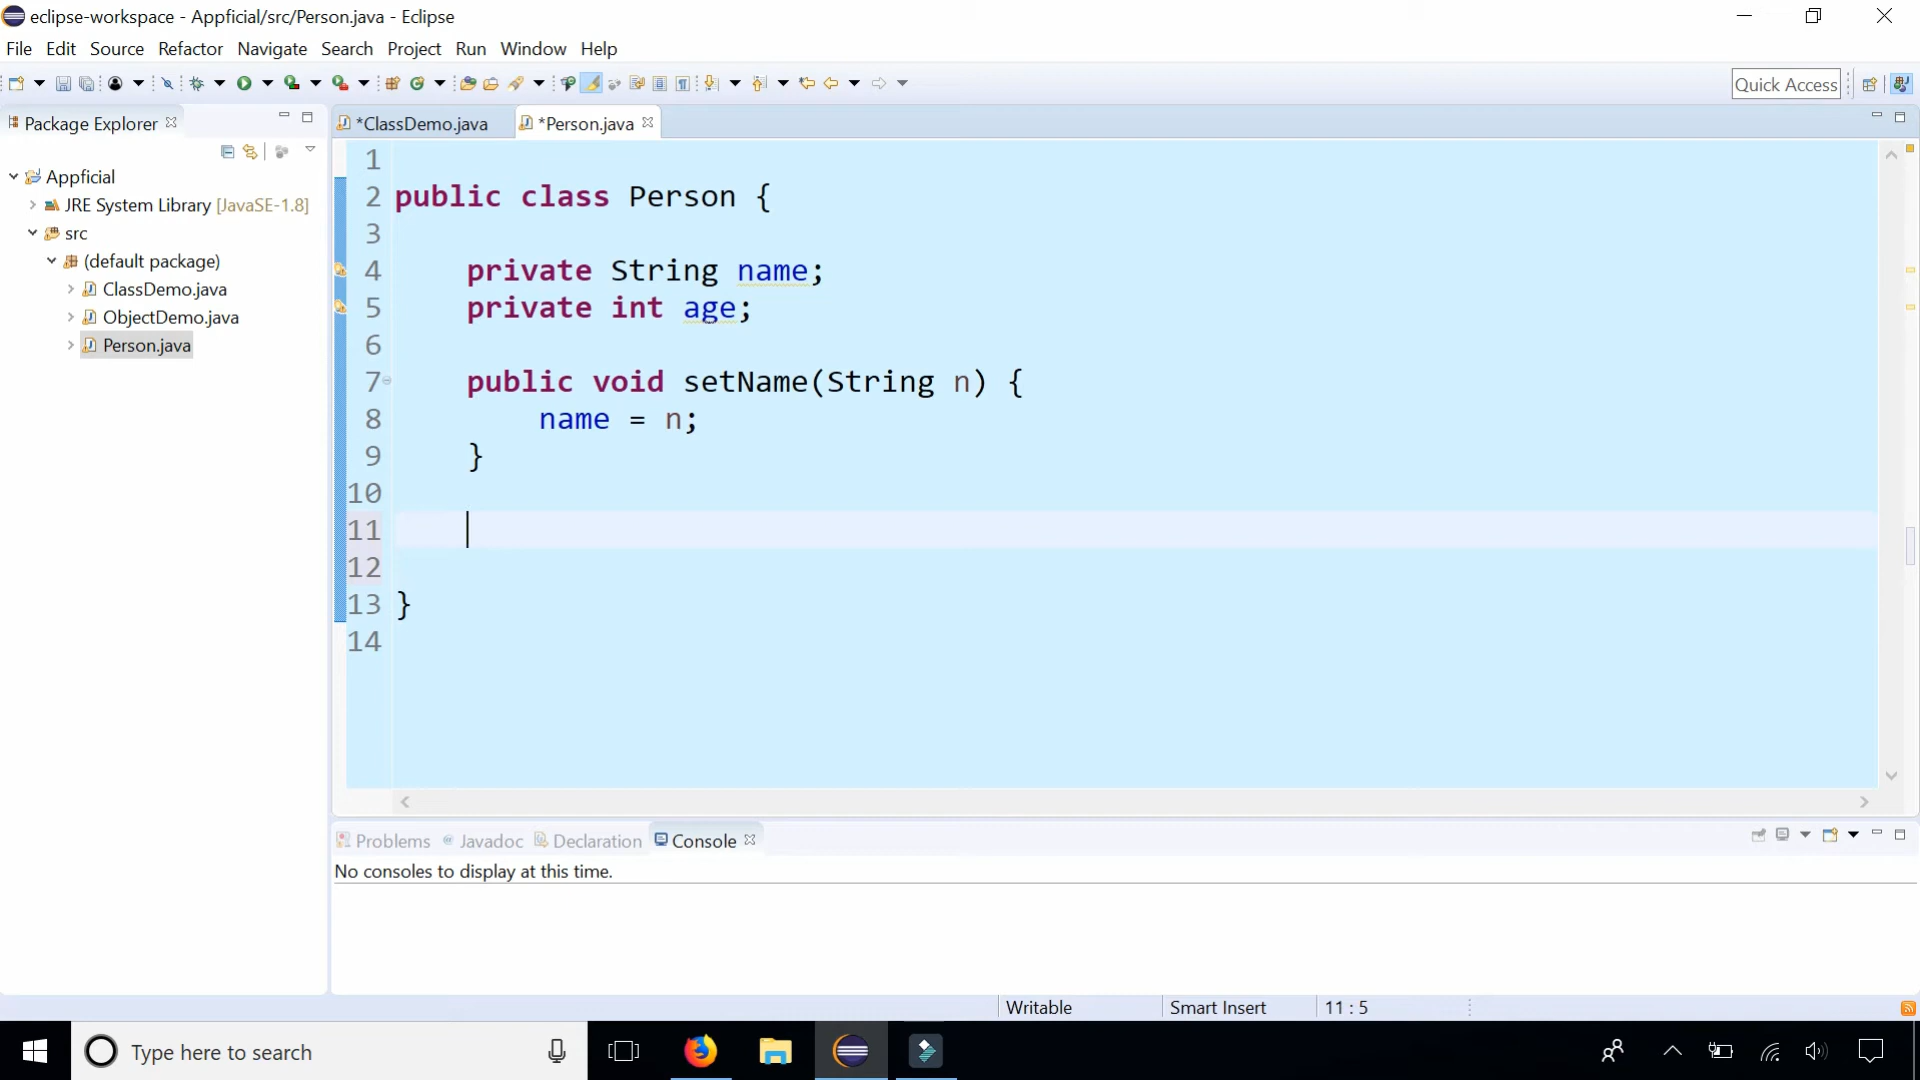 eclipse-workspace - Appficial/src/Person.java - Eclipse
File Edit Source Refactor Navigate Search Project Run Window Help
Quick Access
Package Explorer
*ClassDemo.java
*Person.java
Appficial
JRE System Library [JavaSE-1.8]
src
(default package)
ClassDemo.java
ObjectDemo.java
Person.java
1
2 public class Person {
3
4 private String name;
5 private int age;
6
7 public void setName(String n) {
8 name = n;
9 }
10
11
12
13 }
14
Problems Javadoc Declaration Console
No consoles to display at this time.
Writable Smart Insert 11 : 5
Type here to search